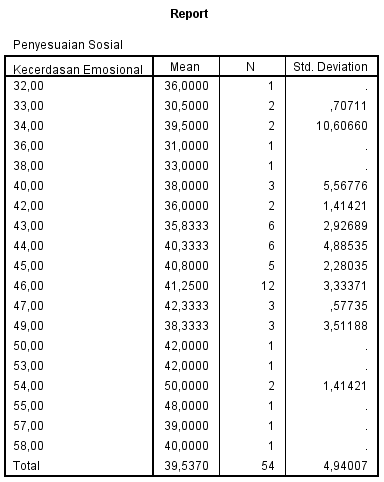 Report
Penyesuaian Sosial
Kecerdasan Emosional Mean N Std. Deviation
32,00 36,0000 1 .
33,00 30,5000 2 ,70711
34,00 39,5000 2 10,60660
36,00 31,0000 1 .
38,00 33,0000 1 .
40,00 38,0000 3 5,56776
42,00 36,0000 2 1,41421
43,00 35,8333 6 2,92689
44,00 40,3333 6 4,88535
45,00 40,8000 5 2,28035
46,00 41,2500 12 3,33371
47,00 42,3333 3 ,57735
49,00 38,3333 3 3,51188
50,00 42,0000 1 .
53,00 42,0000 1 .
54,00 50,0000 2 1,41421
55,00 48,0000 1 .
57,00 39,0000 1 .
58,00 40,0000 1 .
Total 39,5370 54 4,94007